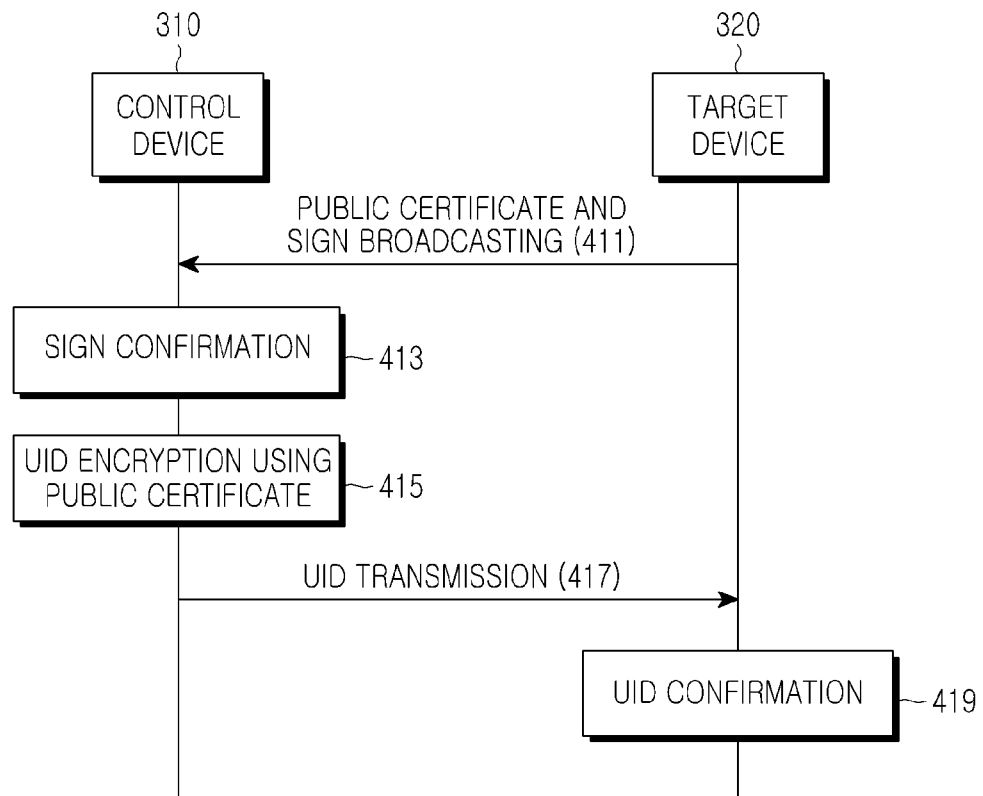 310
320
CONTROL
DEVICE
TARGET
DEVICE
PUBLIC CERTIFICATE AND
SIGN BROADCASTING (411)
SIGN CONFIRMATION
413
UID ENCRYPTION USING
PUBLIC CERTIFICATE
415
UID TRANSMISSION (417)
UID CONFIRMATION
419